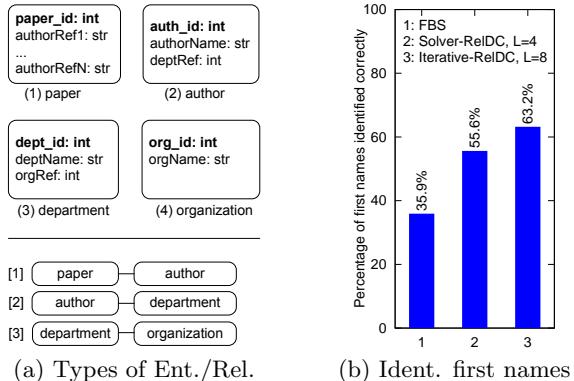 paper_id: int
authorRef1: str
...
authorRefN: str
(1) paper
auth_id: int
authorName: str
deptRef: int
(2) author
dept_id: int
deptName: str
orgRef: int
(3) department
org_id: int
orgName: str
(4) organization
[1] paper author
[2] author department
[3] department organization
(a) Types of Ent./Rel.
Percentage of first names identified correctly
100
80
60
40
20
0
1: FBS
2: Solver-RelDC, L=4
3: Iterative-RelDC, L=8
35.9%
55.6%
63.2%
1 2 3
(b) Ident. first names